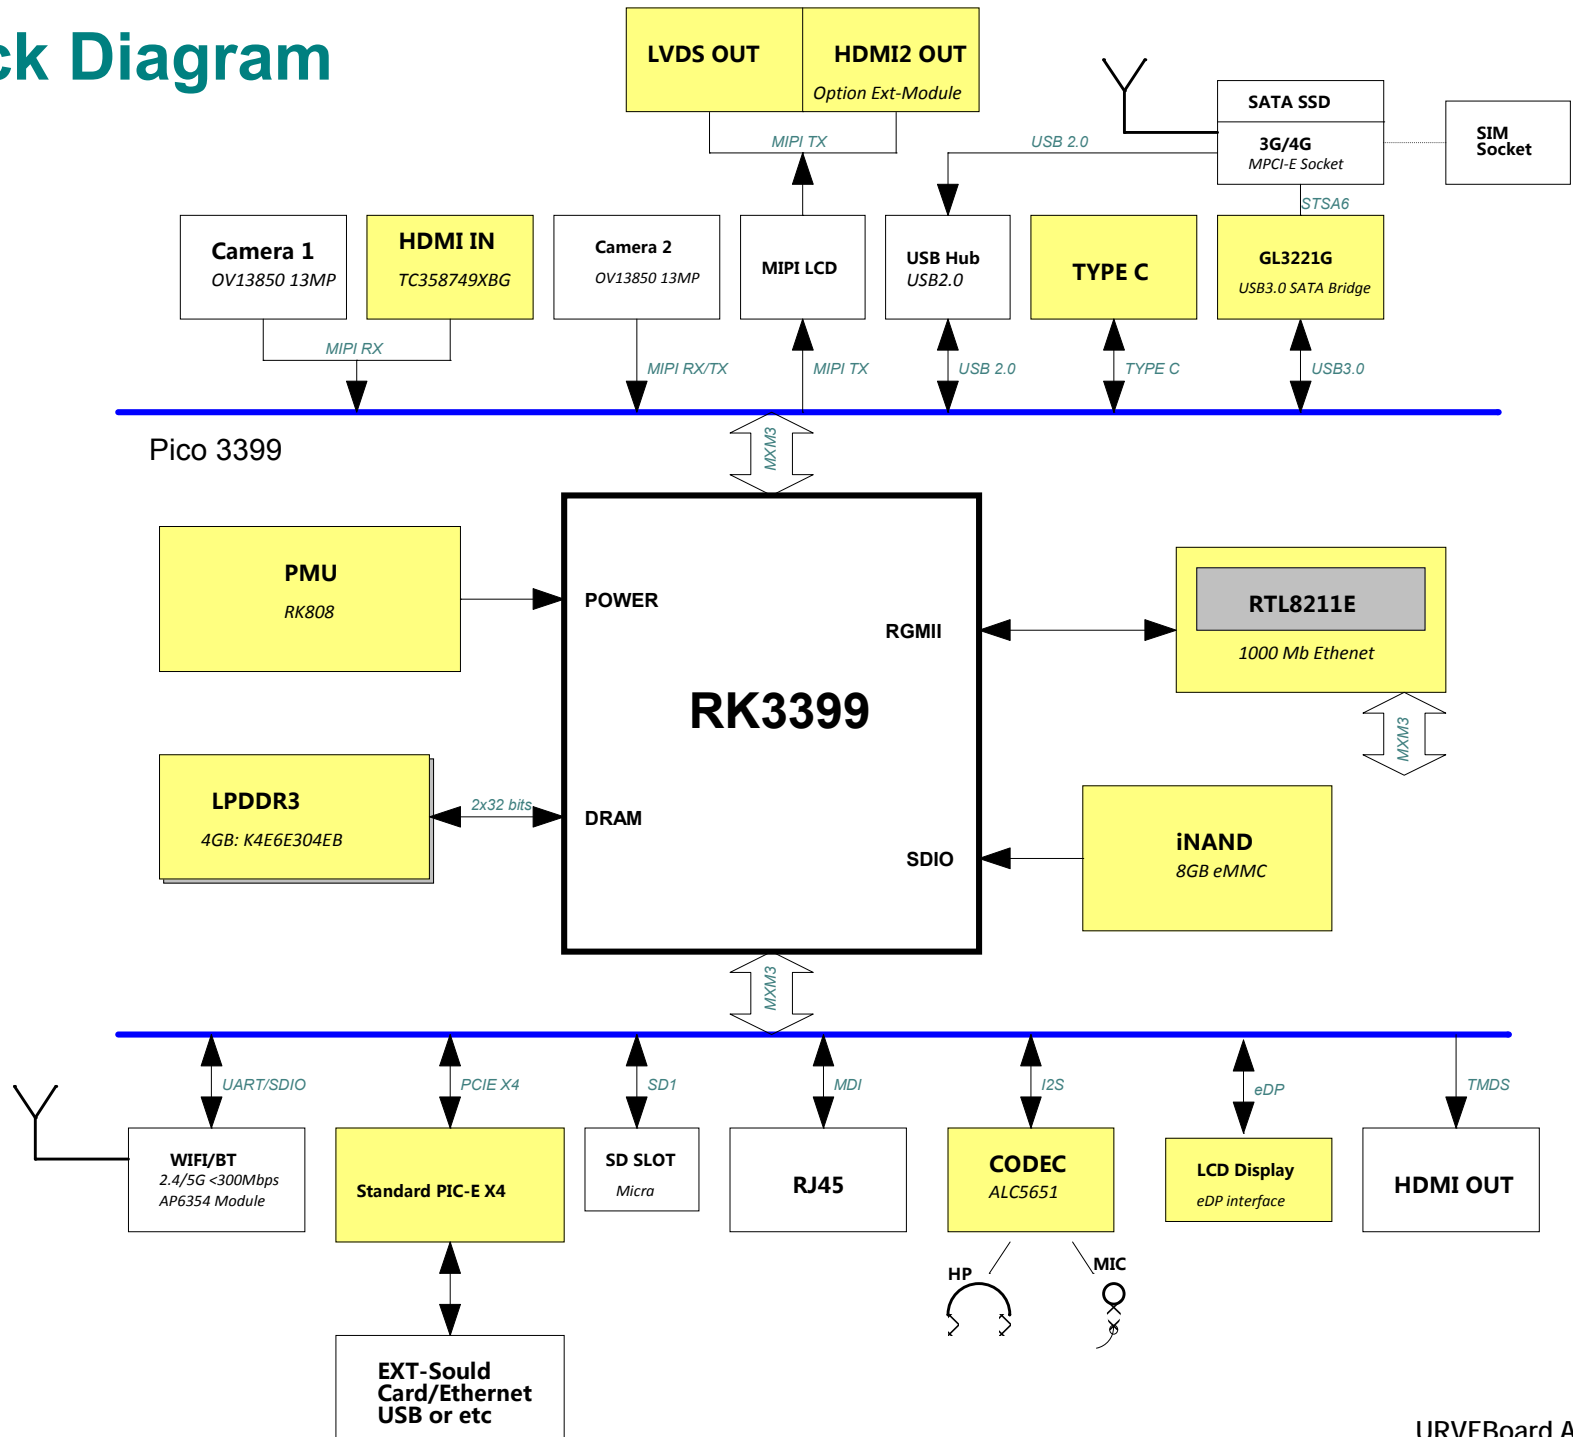 ck Diagram
LVDS OUT
HDMI2 OUT
Option Ext-Module
MIPI TX
USB 2.0
SATA SSD
3G/4G
MPCI-E Socket
SIM
Socket
STSA6
Camera 1
OV13850 13MP
HDMI IN
TC358749XBG
Camera 2
OV13850 13MP
MIPI LCD
USB Hub
USB2.0
TYPE C
GL3221G
USB3.0 SATA Bridge
MIPI RX
MIPI RX/TX
MIPI TX
USB 2.0
TYPE C
USB3.0
Pico 3399
MXM3
PMU
RK808
POWER
RGMII
RTL8211E
1000 Mb Ethenet
RK3399
MXM3
LPDDR3
4GB: K4E6E304EB
2x32 bits
DRAM
SDIO
iNAND
8GB eMMC
MXM3
UART/SDIO
PCIE X4
SD1
MDI
I2S
eDP
TMDS
WIFI/BT
2.4/5G <300Mbps
AP6354 Module
Standard PIC-E X4
SD SLOT
Micra
RJ45
CODEC
ALC5651
LCD Display
eDP interface
HDMI OUT
HP
MIC
EXT-Sould
Card/Ethernet
USB or etc
URVEBoard A